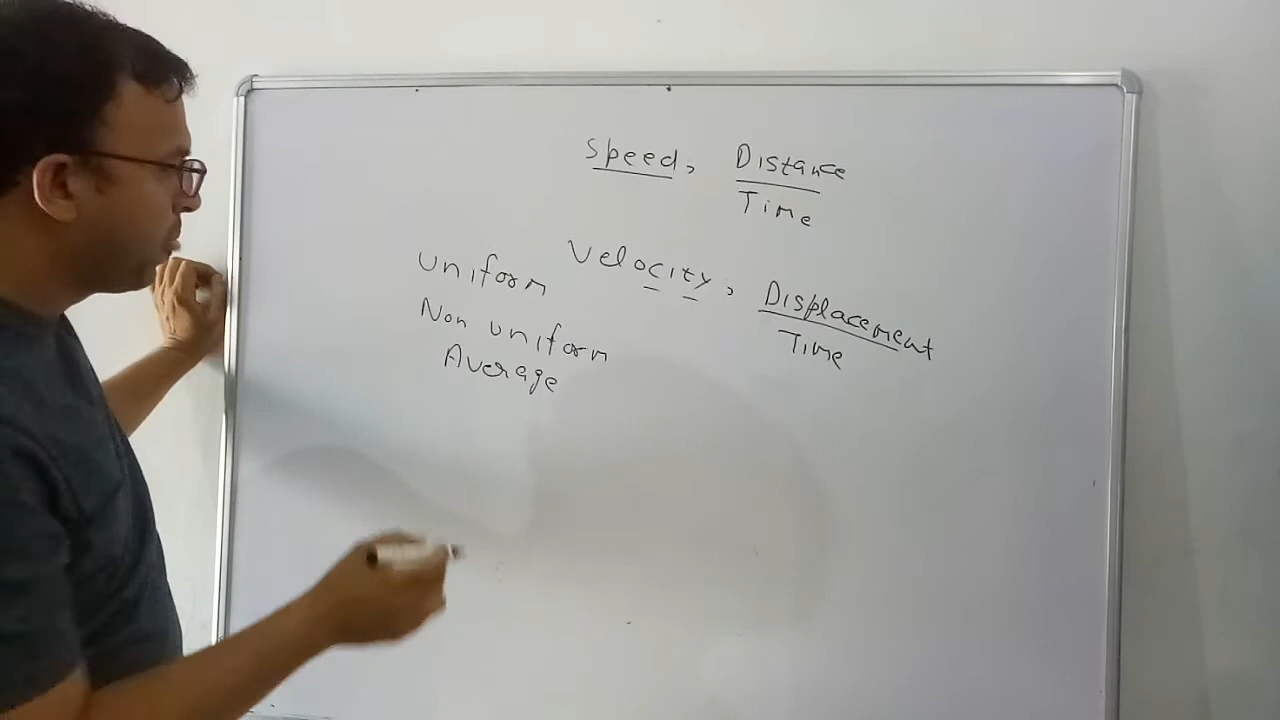 Speed, Distance
Time
Velocity, Displacement
Time
Uniform
Non uniform
Average